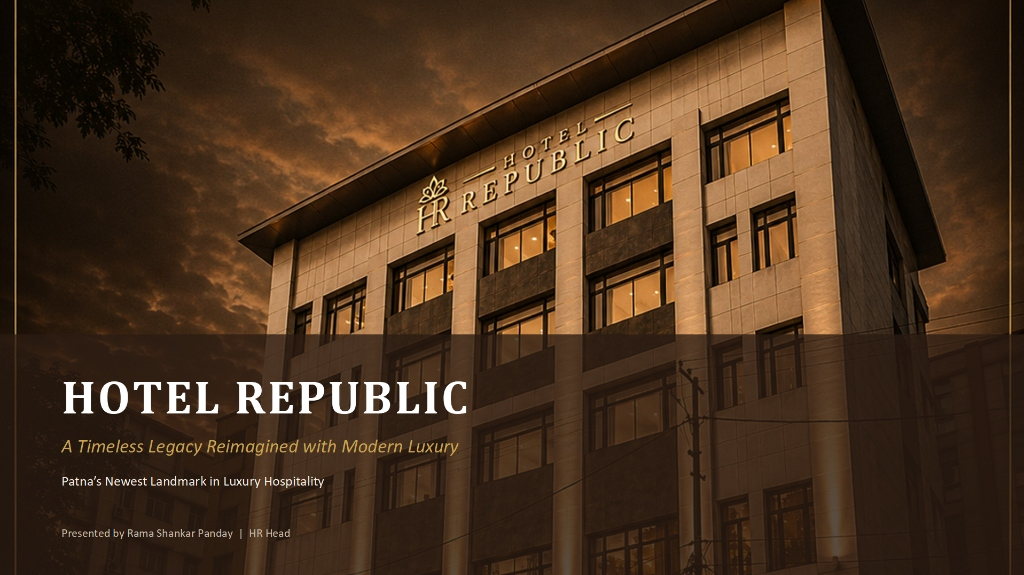 HOTEL
REPUBLIC
HR
HOTEL REPUBLIC
A Timeless Legacy Reimagined with Modern Luxury
Patna’s Newest Landmark in Luxury Hospitality
Presented by Rama Shankar Panday | HR Head